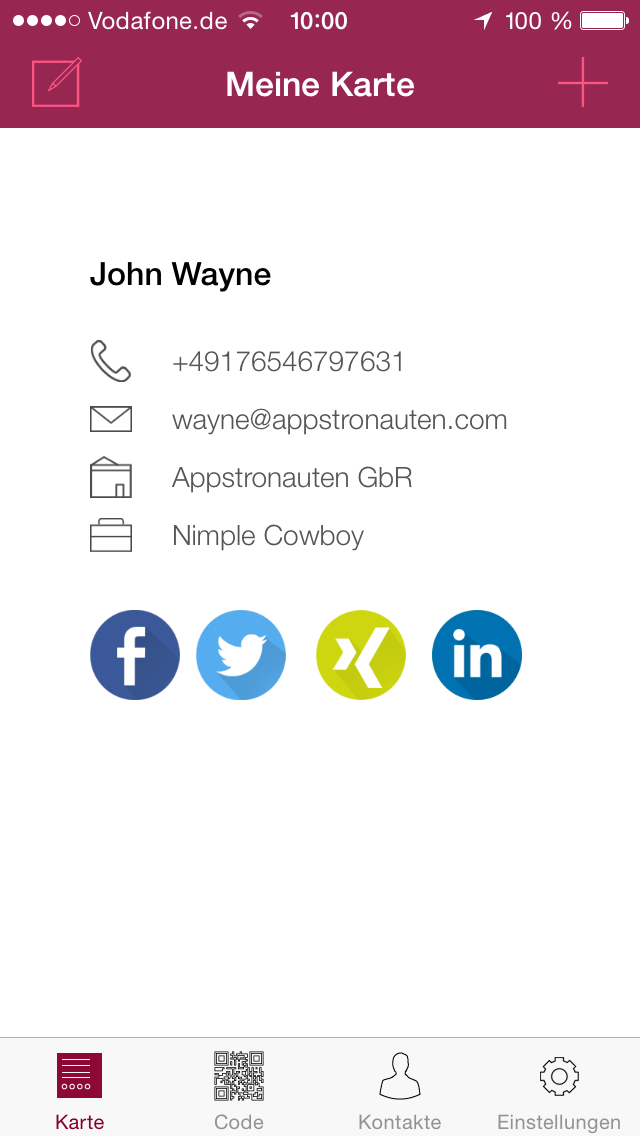 Vodafone.de 10:00 100 %
Meine Karte
John Wayne
+49176546797631
wayne@appstronauten.com
Appstronauten GbR
Nimple Cowboy
f in
Karte Code Kontakte Einstellungen